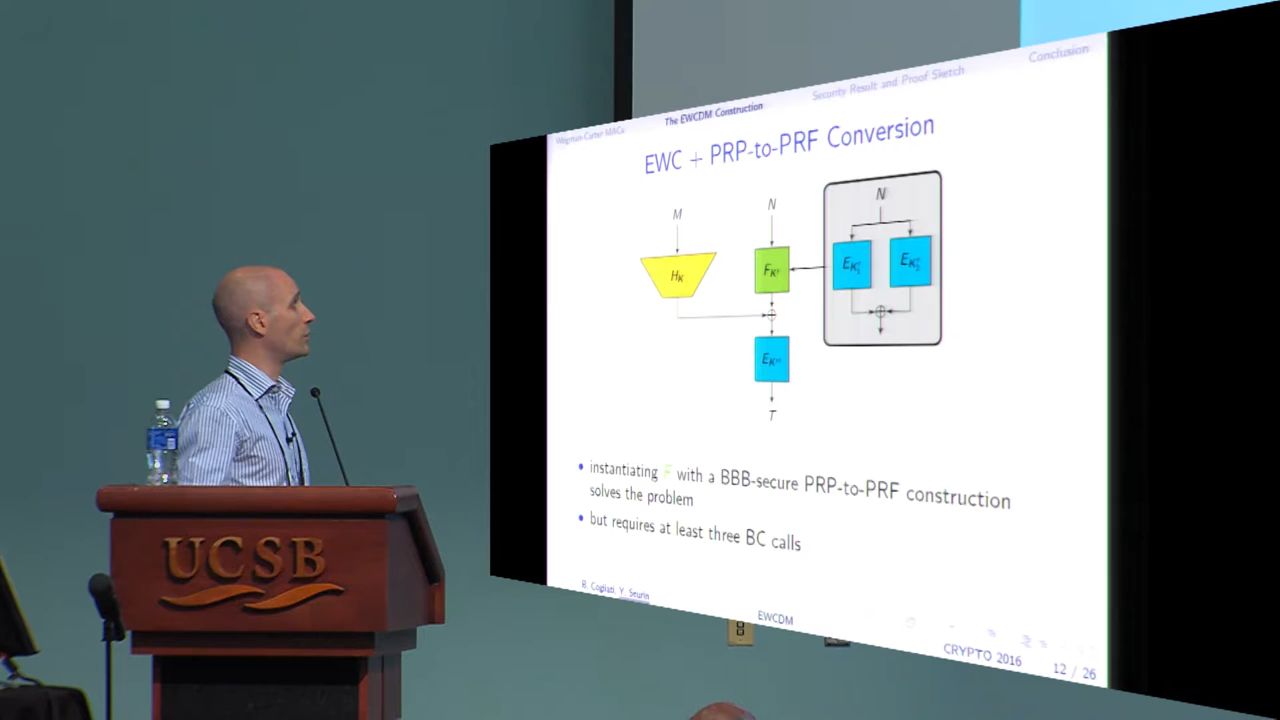 Wegman-Carter MACs
The EWCDM Construction
Security Result and Proof Sketch
Conclusion
EWC + PRP-to-PRF Conversion
M
N
N
H_K
F_K'
E_K'_1
E_K'_2
E_K''
T
• instantiating F with a BBB-secure PRP-to-PRF construction
solves the problem
• but requires at least three BC calls
B. Cogliati, Y. Seurin
EWCDM
CRYPTO 2016
12 / 26
UCSB